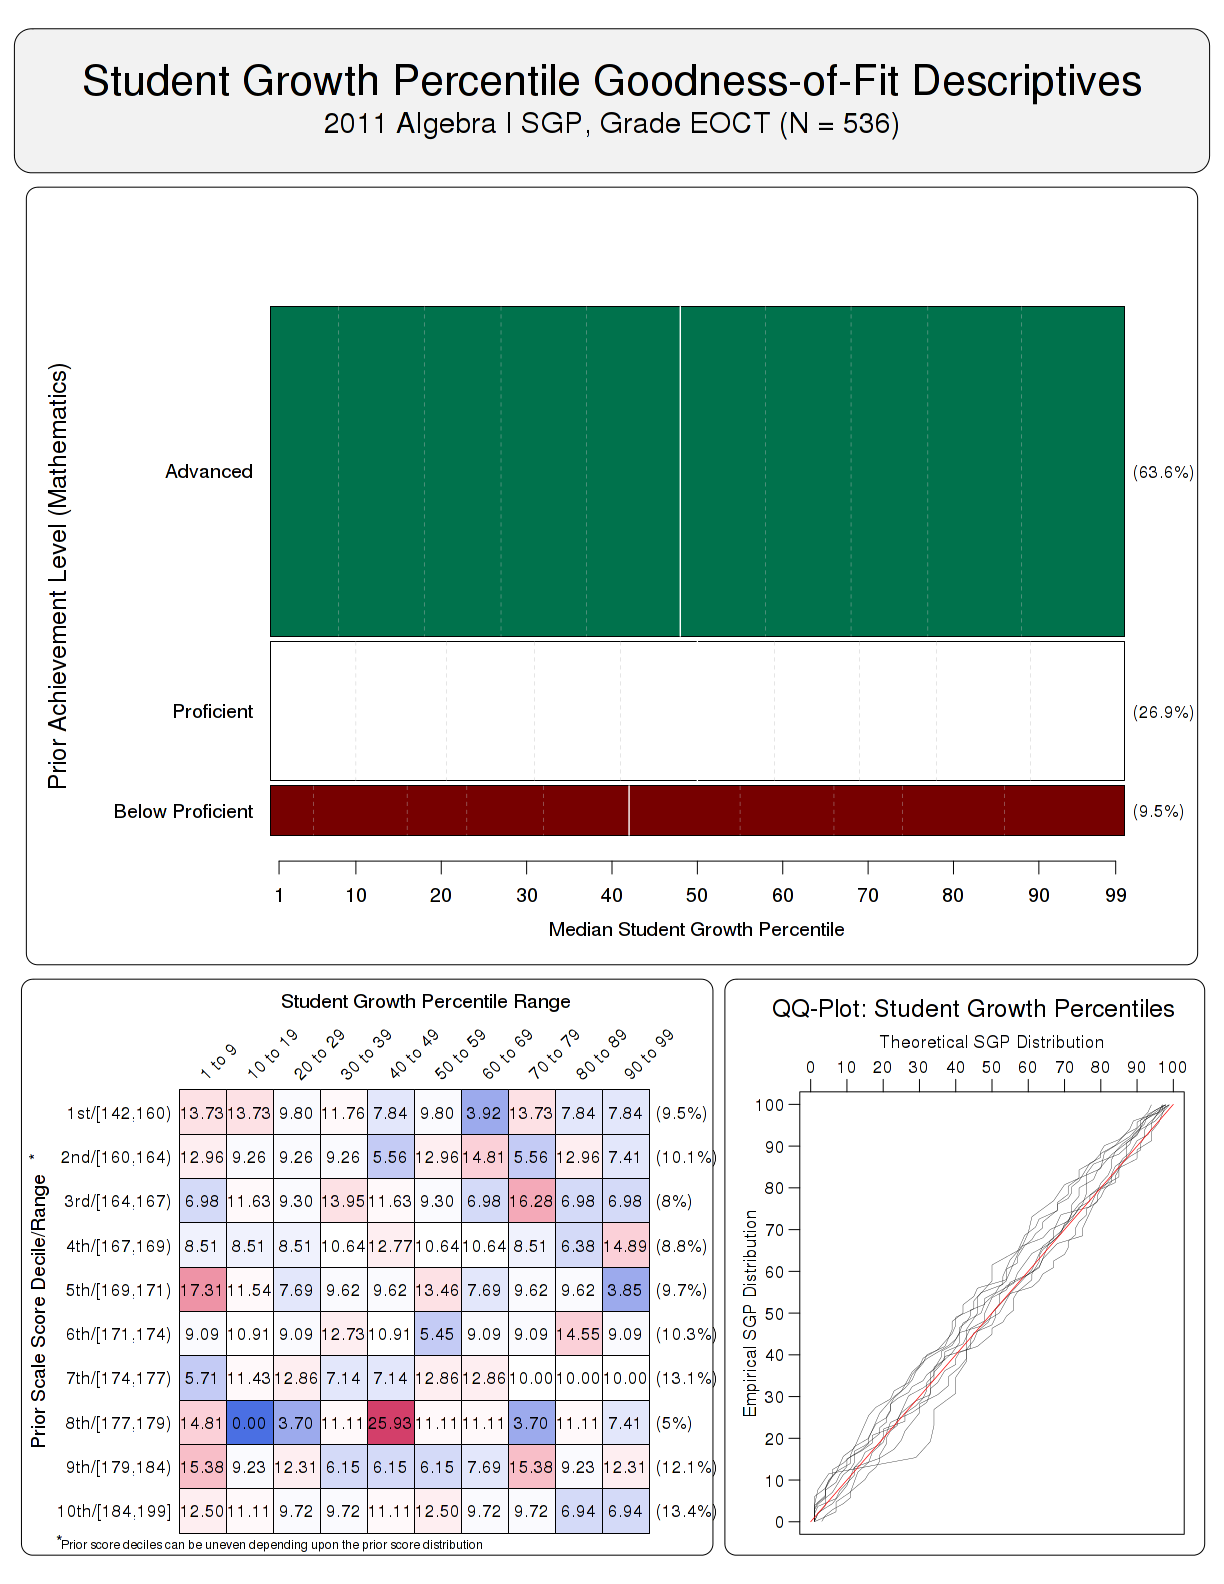 Student Growth Percentile Goodness-of-Fit Descriptives
2011 Algebra I SGP, Grade EOCT (N = 536)
Prior Achievement Level (Mathematics)
Advanced (63.6%)
Proficient (26.9%)
Below Proficient (9.5%)
1 10 20 30 40 50 60 70 80 90 99
Median Student Growth Percentile
Student Growth Percentile Range
1 to 9 10 to 19 20 to 29 30 to 39 40 to 49 50 to 59 60 to 69 70 to 79 80 to 89 90 to 99
Prior Scale Score Decile/Range *
1st/[142,160) 13.73 13.73 9.80 11.76 7.84 9.80 3.92 13.73 7.84 7.84 (9.5%)
2nd/[160,164) 12.96 9.26 9.26 9.26 5.56 12.96 14.81 5.56 12.96 7.41 (10.1%)
3rd/[164,167) 6.98 11.63 9.30 13.95 11.63 9.30 6.98 16.28 6.98 6.98 (8%)
4th/[167,169) 8.51 8.51 8.51 10.64 12.77 10.64 10.64 8.51 6.38 14.89 (8.8%)
5th/[169,171) 17.31 11.54 7.69 9.62 9.62 13.46 7.69 9.62 9.62 3.85 (9.7%)
6th/[171,174) 9.09 10.91 9.09 12.73 10.91 5.45 9.09 9.09 14.55 9.09 (10.3%)
7th/[174,177) 5.71 11.43 12.86 7.14 7.14 12.86 12.86 10.00 10.00 10.00 (13.1%)
8th/[177,179) 14.81 0.00 3.70 11.11 25.93 11.11 11.11 3.70 11.11 7.41 (5%)
9th/[179,184) 15.38 9.23 12.31 6.15 6.15 6.15 7.69 15.38 9.23 12.31 (12.1%)
10th/[184,199] 12.50 11.11 9.72 9.72 11.11 12.50 9.72 9.72 6.94 6.94 (13.4%)
*Prior score deciles can be uneven depending upon the prior score distribution
QQ-Plot: Student Growth Percentiles
Theoretical SGP Distribution
0 10 20 30 40 50 60 70 80 90 100
Empirical SGP Distribution
100
90
80
70
60
50
40
30
20
10
0